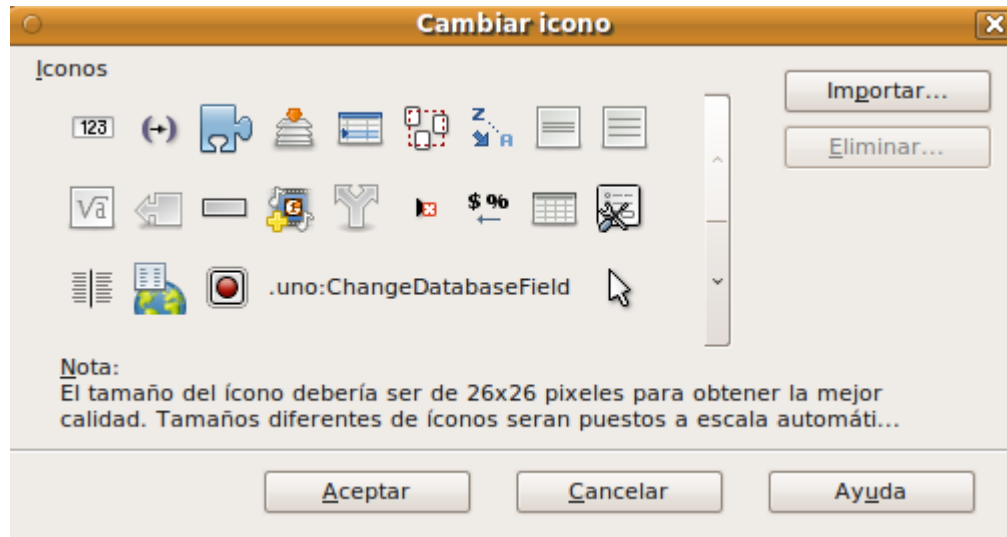 Cambiar icono
Iconos
Importar...
Eliminar...
123
Z
A
√a
$ %
.uno:ChangeDatabaseField
Nota:
El tamaño del ícono debería ser de 26x26 pixeles para obtener la mejor
calidad. Tamaños diferentes de íconos seran puestos a escala automáti...
Aceptar
Cancelar
Ayuda